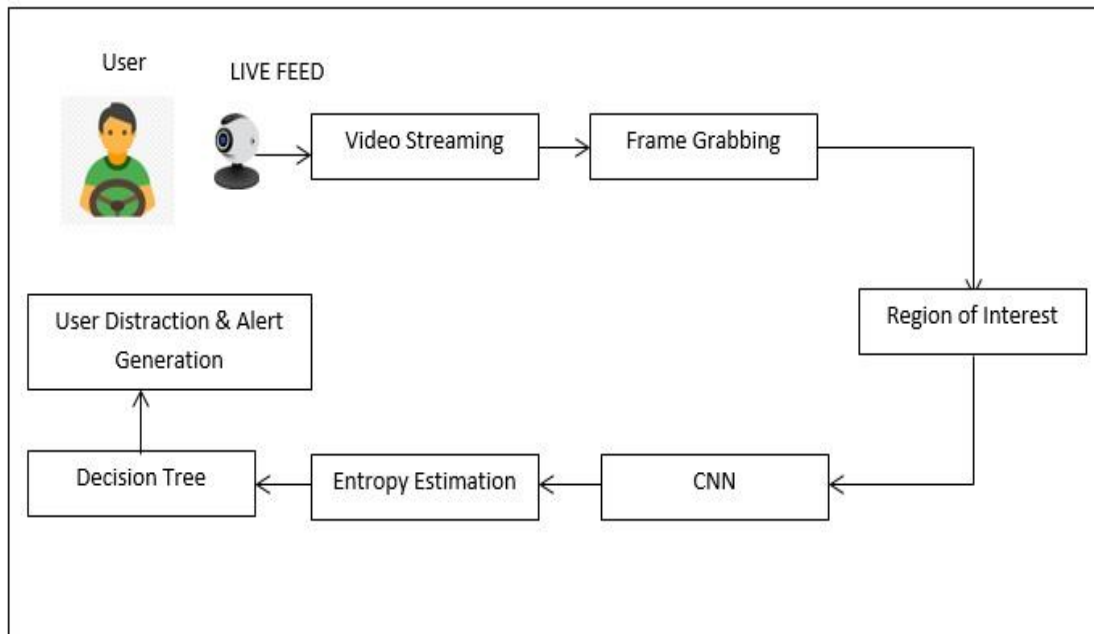 User
LIVE FEED
Video Streaming
Frame Grabbing
Region of Interest
User Distraction & Alert
Generation
Decision Tree
Entropy Estimation
CNN